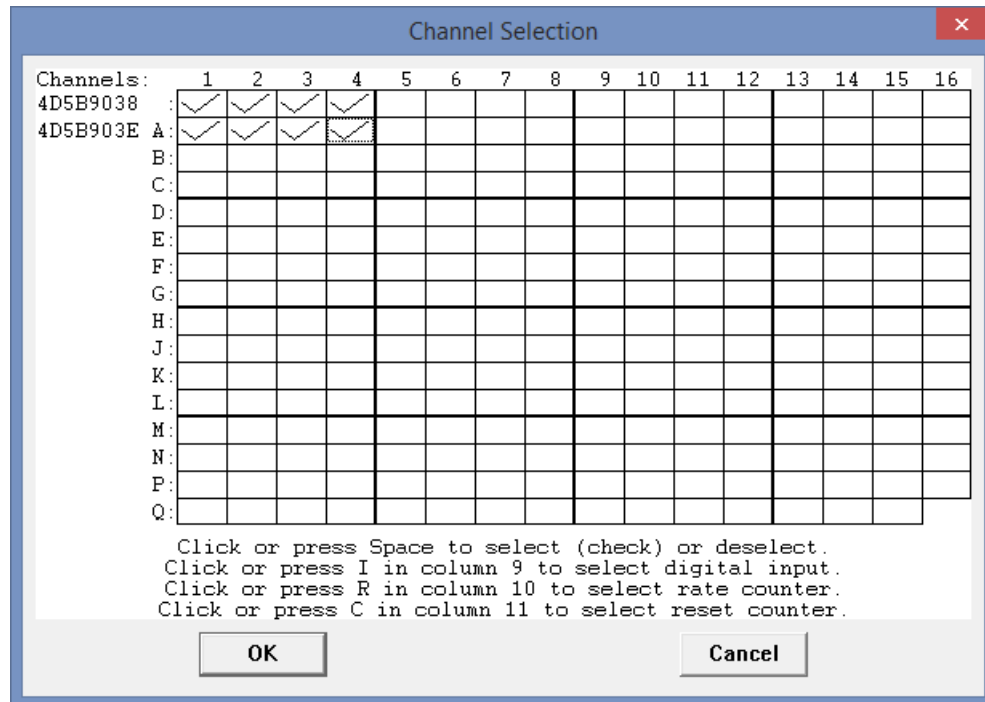 Channel Selection
Channels: 1 2 3 4 5 6 7 8 9 10 11 12 13 14 15 16
4D5B9038 :
4D5B903E A:
B:
C:
D:
E:
F:
G:
H:
J:
K:
L:
M:
N:
P:
Q:
Click or press Space to select (check) or deselect.
Click or press I in column 9 to select digital input.
Click or press R in column 10 to select rate counter.
Click or press C in column 11 to select reset counter.
OK Cancel